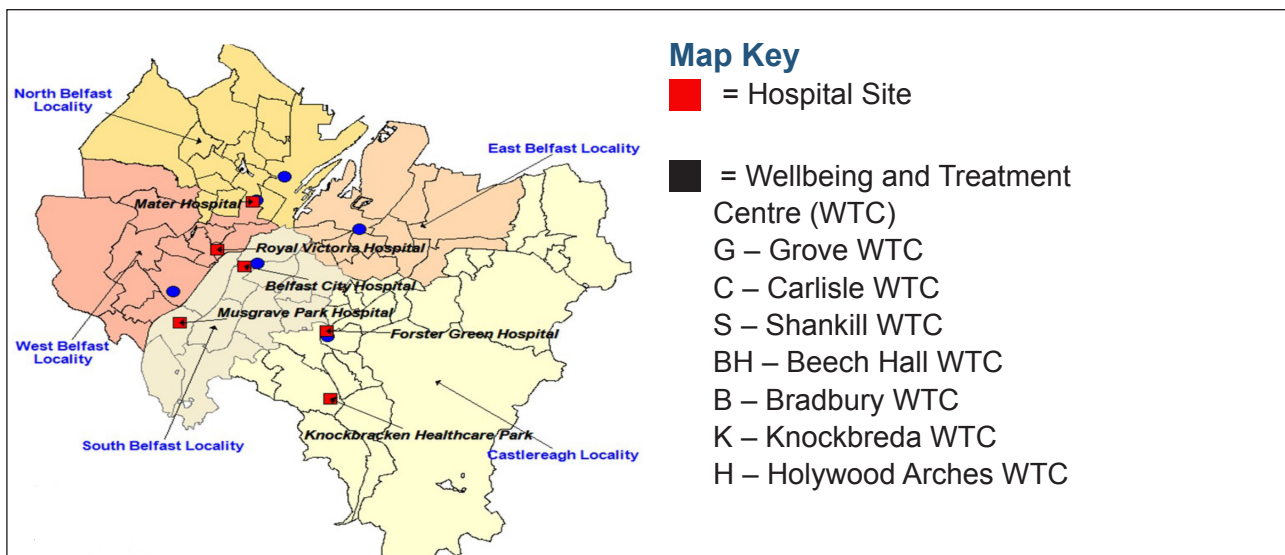 North Belfast
Locality
East Belfast Locality
Mater Hospital
Royal Victoria Hospital
Belfast City Hospital
Musgrave Park Hospital
Forster Green Hospital
West Belfast
Locality
South Belfast Locality
Knockbracken Healthcare Park
Castlereagh Locality
Map Key
= Hospital Site
= Wellbeing and Treatment
Centre (WTC)
G – Grove WTC
C – Carlisle WTC
S – Shankill WTC
BH – Beech Hall WTC
B – Bradbury WTC
K – Knockbreda WTC
H – Holywood Arches WTC